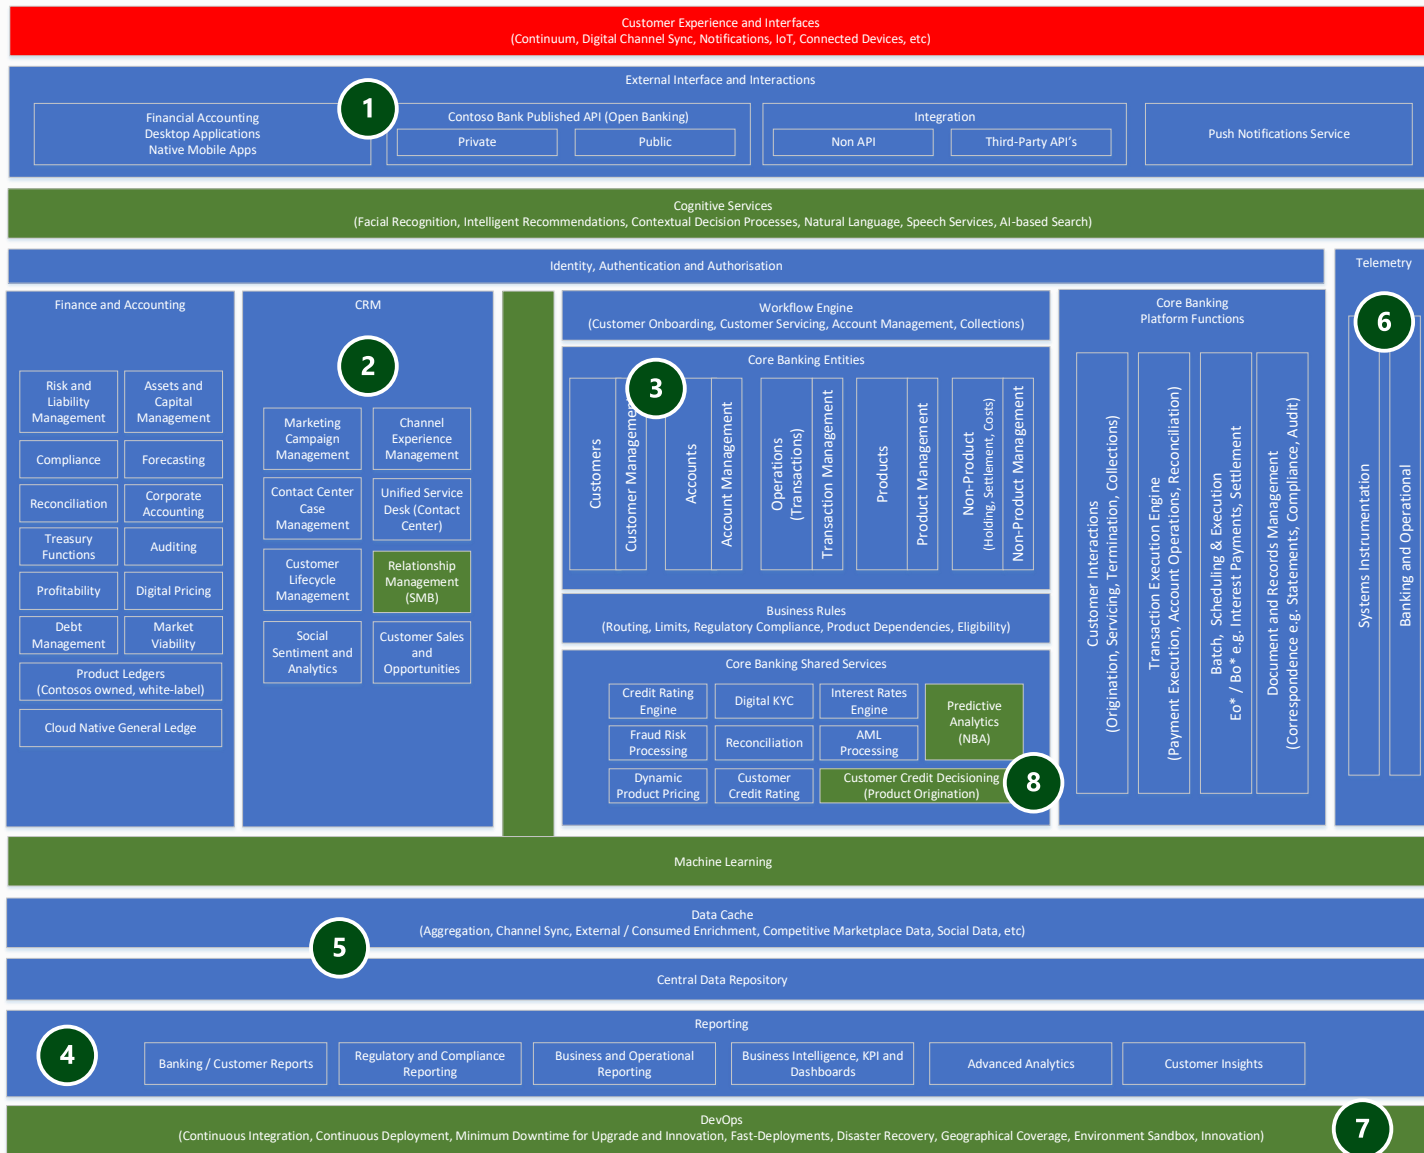 Customer Experience and Interfaces
(Continuum, Digital Channel Sync, Notifications, IoT, Connected Devices, etc)
External Interface and Interactions
1
Financial Accounting
Desktop Applications
Native Mobile Apps
Contoso Bank Published API (Open Banking)
Private
Public
Integration
Non API
Third-Party API's
Push Notifications Service
Cognitive Services
(Facial Recognition, Intelligent Recommendations, Contextual Decision Processes, Natural Language, Speech Services, AI-based Search)
Identity, Authentication and Authorisation
Finance and Accounting
Risk and
Liability
Management
Assets and
Capital
Management
Compliance
Forecasting
Reconciliation
Corporate
Accounting
Treasury
Functions
Auditing
Profitability
Digital Pricing
Debt
Management
Market
Viability
Product Ledgers
(Contosos owned, white-label)
Cloud Native General Ledge
CRM
2
Marketing
Campaign
Management
Channel
Experience
Management
Contact Center
Case
Management
Unified Service
Desk (Contact
Center)
Customer
Lifecycle
Management
Relationship
Management
(SMB)
Social
Sentiment and
Analytics
Customer Sales
and
Opportunities
Workflow Engine
(Customer Onboarding, Customer Servicing, Account Management, Collections)
Core Banking Entities
3
Customers
Customer Management
Accounts
Account Management
Operations
(Transactions)
Transaction Management
Products
Product Management
Non-Product
(Holding, Settlement, Costs)
Non-Product Management
Business Rules
(Routing, Limits, Regulatory Compliance, Product Dependencies, Eligibility)
Core Banking Shared Services
Credit Rating
Engine
Digital KYC
Interest Rates
Engine
Predictive
Analytics
(NBA)
Fraud Risk
Processing
Reconciliation
AML
Processing
Dynamic
Product Pricing
Customer
Credit Rating
Customer Credit Decisioning
(Product Origination)
8
Core Banking
Platform Functions
Customer Interactions
(Origination, Servicing, Termination, Collections)
Transaction Execution Engine
(Payment Execution, Account Operations, Reconciliation)
Batch, Scheduling & Execution
Eo* / Bo* e.g. Interest Payments, Settlement
Document and Records Management
(Correspondence e.g. Statements, Compliance, Audit)
Telemetry
6
Systems Instrumentation
Banking and Operational
Machine Learning
Data Cache
(Aggregation, Channel Sync, External / Consumed Enrichment, Competitive Marketplace Data, Social Data, etc)
5
Central Data Repository
Reporting
4
Banking / Customer Reports
Regulatory and Compliance
Reporting
Business and Operational
Reporting
Business Intelligence, KPI and
Dashboards
Advanced Analytics
Customer Insights
DevOps
(Continuous Integration, Continuous Deployment, Minimum Downtime for Upgrade and Innovation, Fast-Deployments, Disaster Recovery, Geographical Coverage, Environment Sandbox, Innovation)
7